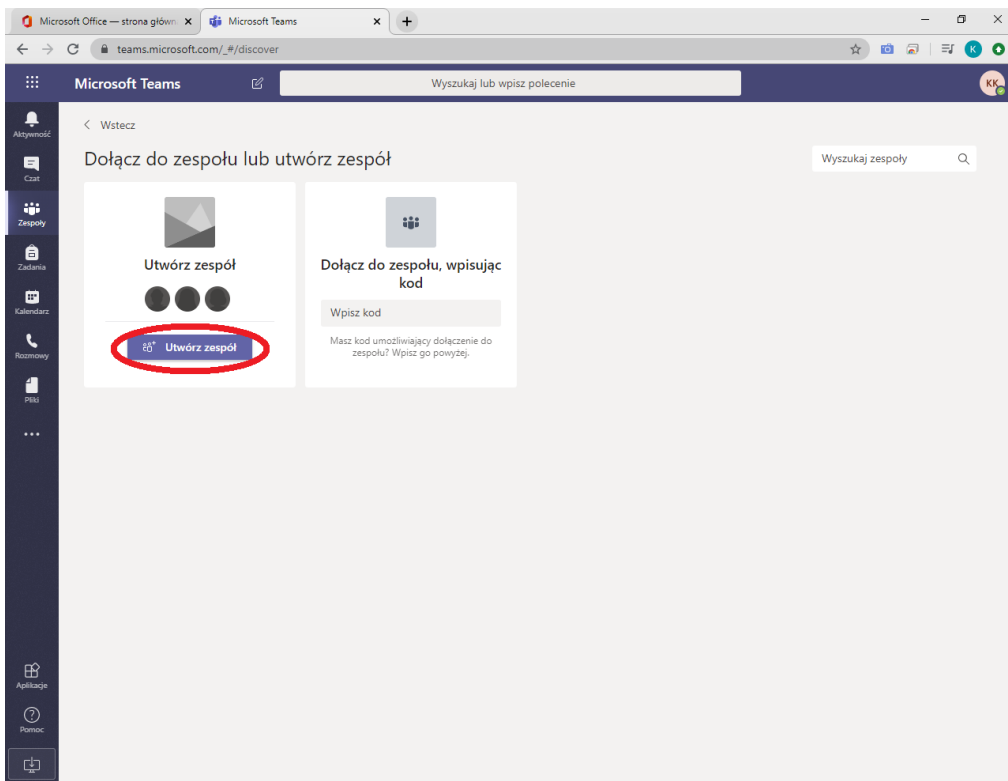 Microsoft Office — strona główn
Microsoft Teams
teams.microsoft.com/_#/discover
K
Microsoft Teams
Wyszukaj lub wpisz polecenie
KK
Aktywność
Czat
Zespoły
Zadania
Kalendarz
Rozmowy
Pliki
Aplikacje
Pomoc
< Wstecz
Dołącz do zespołu lub utwórz zespół
Wyszukaj zespoły
Utwórz zespół
Utwórz zespół
Dołącz do zespołu, wpisując
kod
Wpisz kod
Masz kod umożliwiający dołączenie do
zespołu? Wpisz go powyżej.